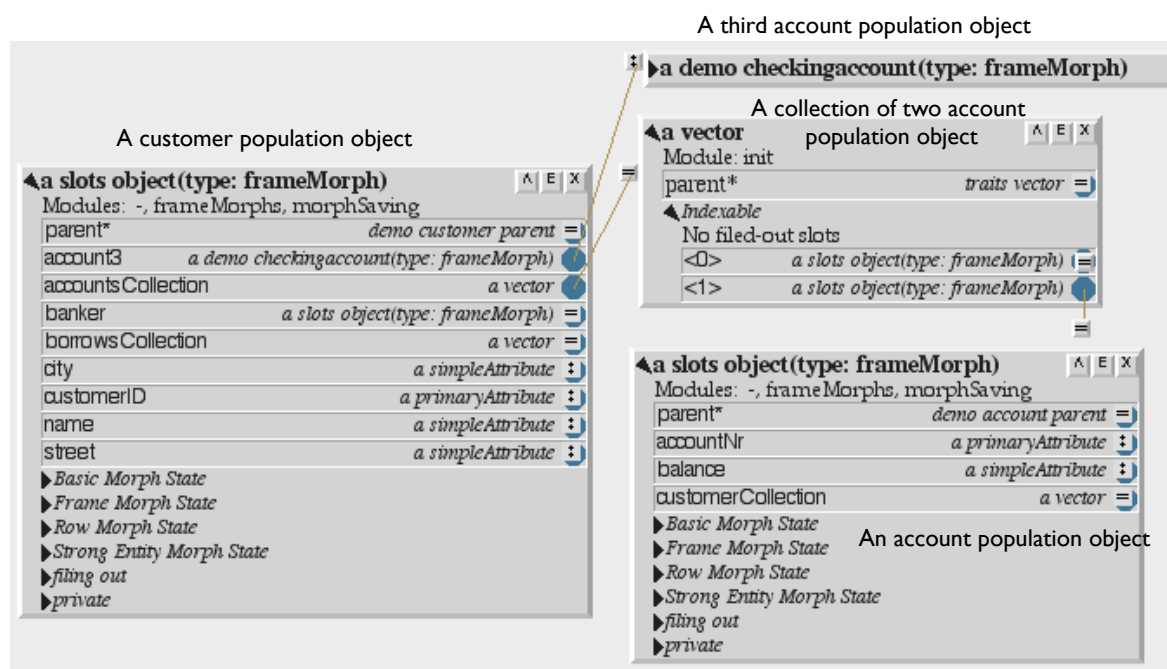 A third account population object
a demo checkingaccount(type: frameMorph)
A collection of two account
population object
a vector
Λ E X
Module: init
parent* traits vector =
Indexable
No filed-out slots
<0> a slots object(type: frameMorph) =
<1> a slots object(type: frameMorph)
=
A customer population object
a slots object(type: frameMorph)
Λ E X
Modules: -, frameMorphs, morphSaving
parent* demo customer parent =
account3 a demo checkingaccount(type: frameMorph)
accountsCollection a vector
banker a slots object(type: frameMorph) =
borrowsCollection a vector =
city a simpleAttribute :
customerID a primaryAttribute :
name a simpleAttribute :
street a simpleAttribute :
Basic Morph State
Frame Morph State
Row Morph State
Strong Entity Morph State
filing out
private
=
a slots object(type: frameMorph)
Λ E X
Modules: -, frameMorphs, morphSaving
parent* demo account parent =
accountNr a primaryAttribute :
balance a simpleAttribute :
customerCollection a vector =
Basic Morph State
An account population object
Frame Morph State
Row Morph State
Strong Entity Morph State
filing out
private